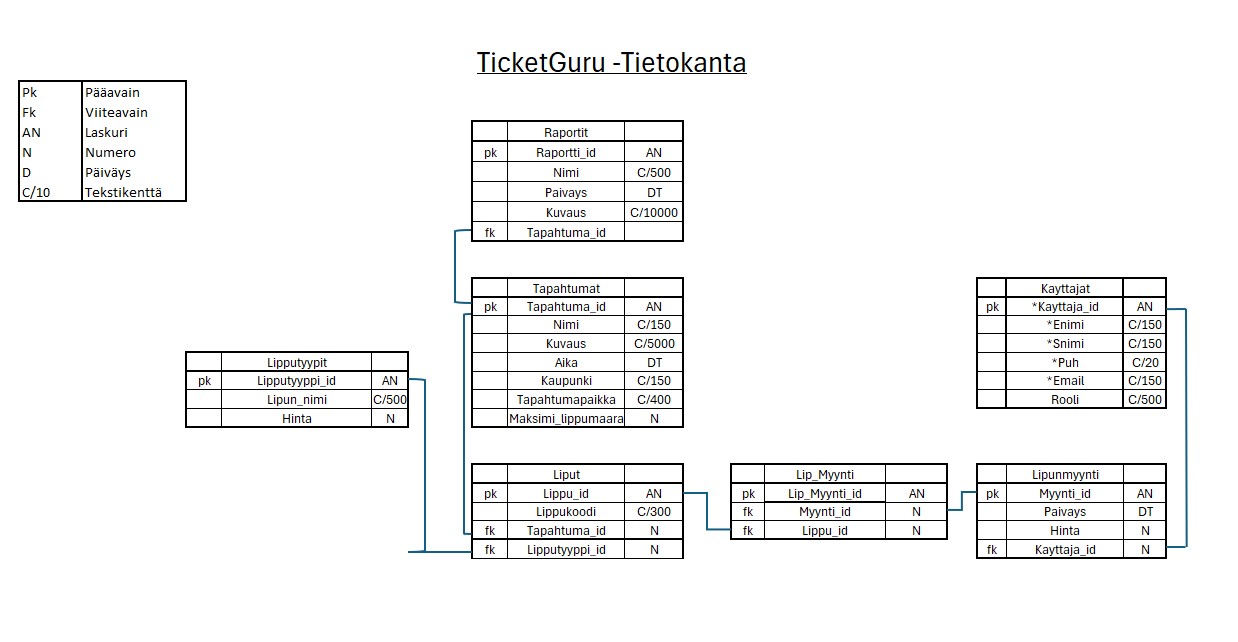 TicketGuru -Tietokanta
Pk Pääavain
Fk Viiteavain
AN Laskuri
N Numero
D Päiväys
C/10 Tekstikenttä
Raportit
pk Raportti_id AN
Nimi C/500
Paivays DT
Kuvaus C/10000
fk Tapahtuma_id
Tapahtumat
pk Tapahtuma_id AN
Nimi C/150
Kuvaus C/5000
Aika DT
Kaupunki C/150
Tapahtumapaikka C/400
Maksimi_lippumaara N
Kayttajat
pk *Kayttaja_id AN
*Enimi C/150
*Snimi C/150
*Puh C/20
*Email C/150
Rooli C/500
Lipputyypit
pk Lipputyyppi_id AN
Lipun_nimi C/500
Hinta N
Liput
pk Lippu_id AN
Lippukoodi C/300
fk Tapahtuma_id N
fk Lipputyyppi_id N
Lip_Myynti
pk Lip_Myynti_id AN
fk Myynti_id N
fk Lippu_id N
Lipunmyynti
pk Myynti_id AN
Paivays DT
Hinta N
fk Kayttaja_id N